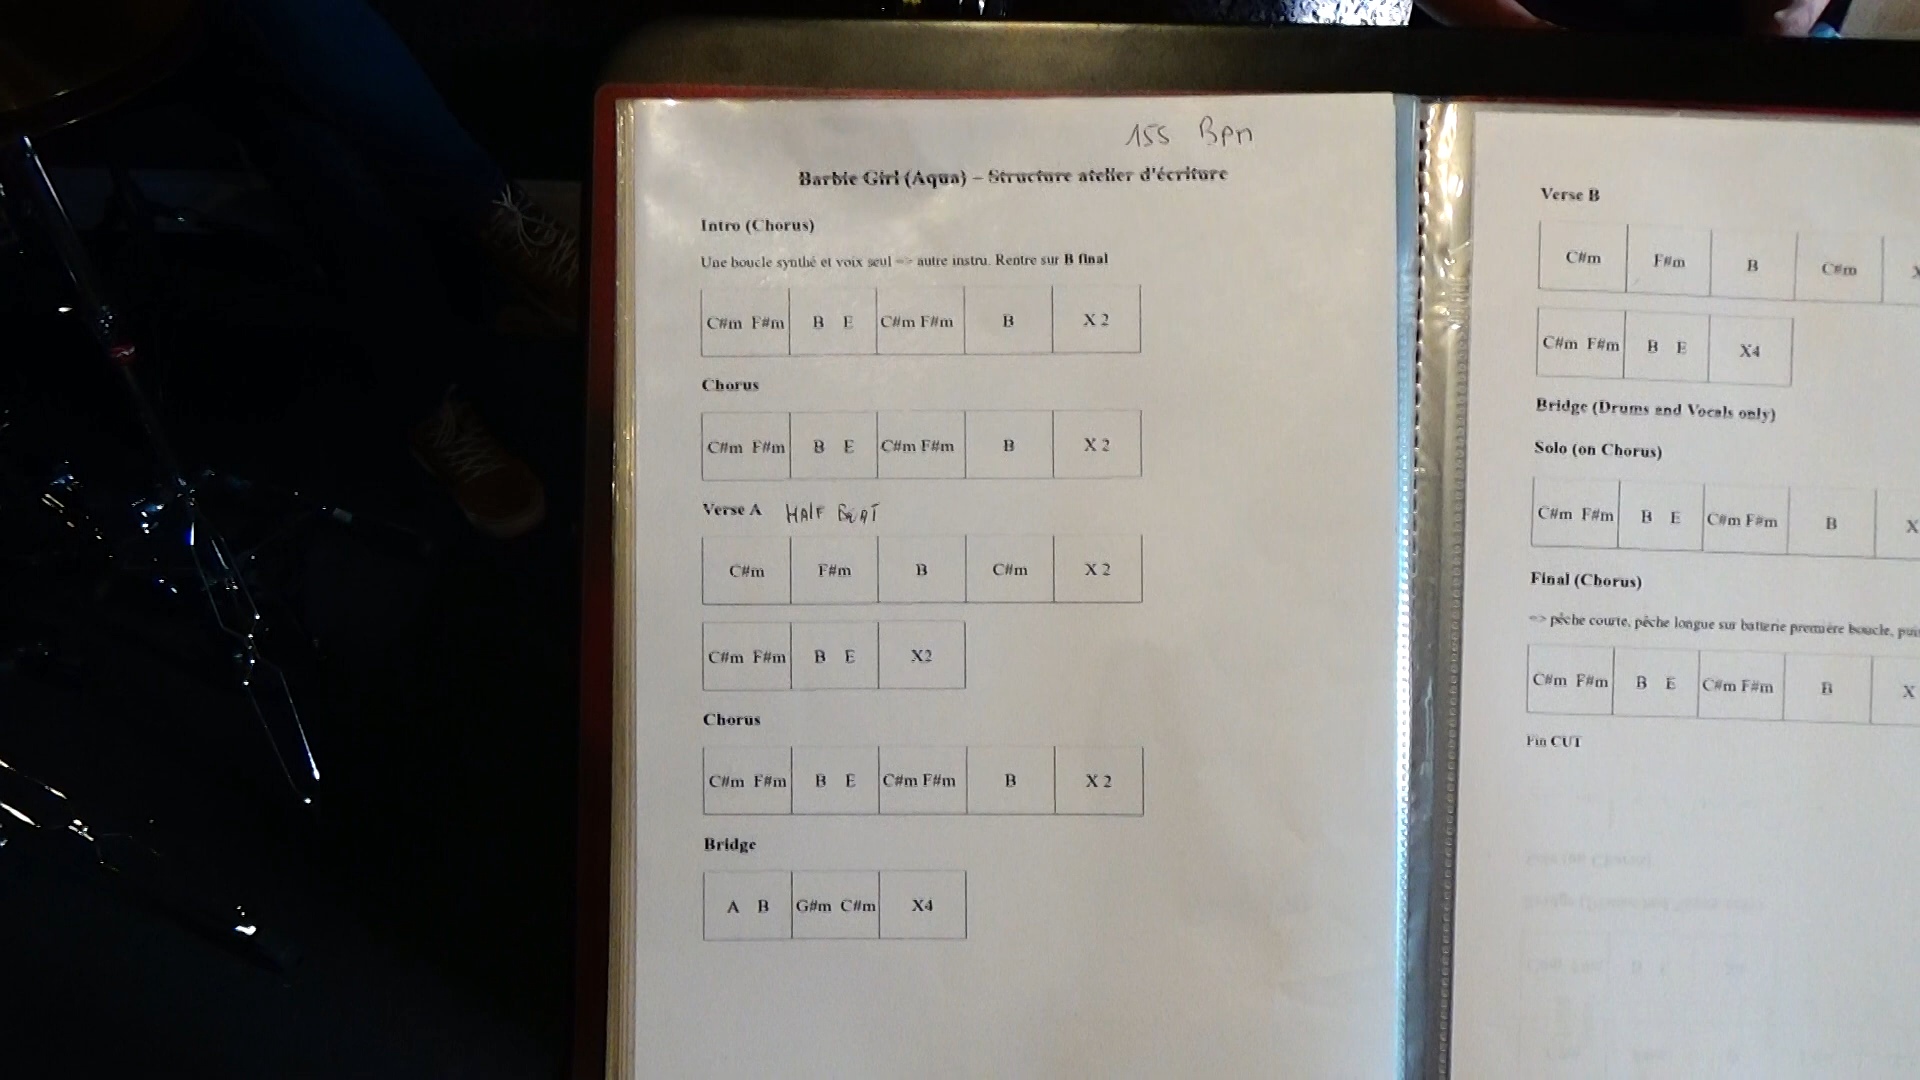 155 Bpm
Barbie Girl (Aqua) – Structure atelier d'écriture
Intro (Chorus)
Une boucle synthé et voix seul => autre instru. Rentre sur B final
C#m F#m B E C#m F#m B X 2
Chorus
C#m F#m B E C#m F#m B X 2
Verse A HALF BEAT
C#m F#m B C#m X 2
C#m F#m B E X2
Chorus
C#m F#m B E C#m F#m B X 2
Bridge
A B G#m C#m X4
Verse B
C#m F#m B C#m X
C#m F#m B E X4
Bridge (Drums and Vocals only)
Solo (on Chorus)
C#m F#m B E C#m F#m B X
Final (Chorus)
=> pêche courte, pêche longue sur batterie première boucle, puis
C#m F#m B E C#m F#m B X
Fin CUT